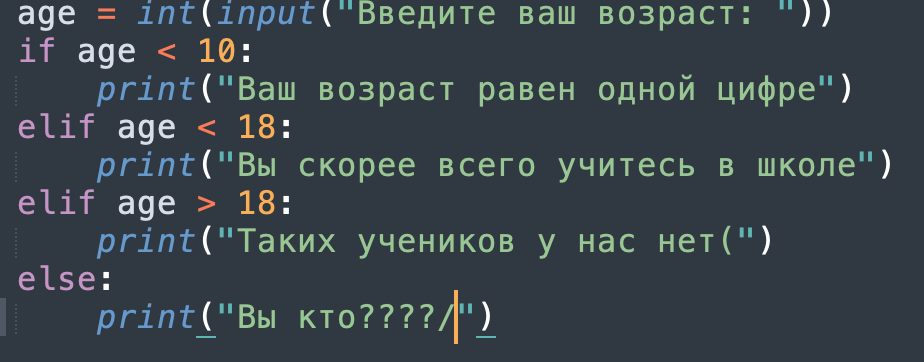 age = int(input("Введите ваш возраст: "))
if age < 10:
    print("Ваш возраст равен одной цифре")
elif age < 18:
    print("Вы скорее всего учитесь в школе")
elif age > 18:
    print("Таких учеников у нас нет(")
else:
    print("Вы кто????/")